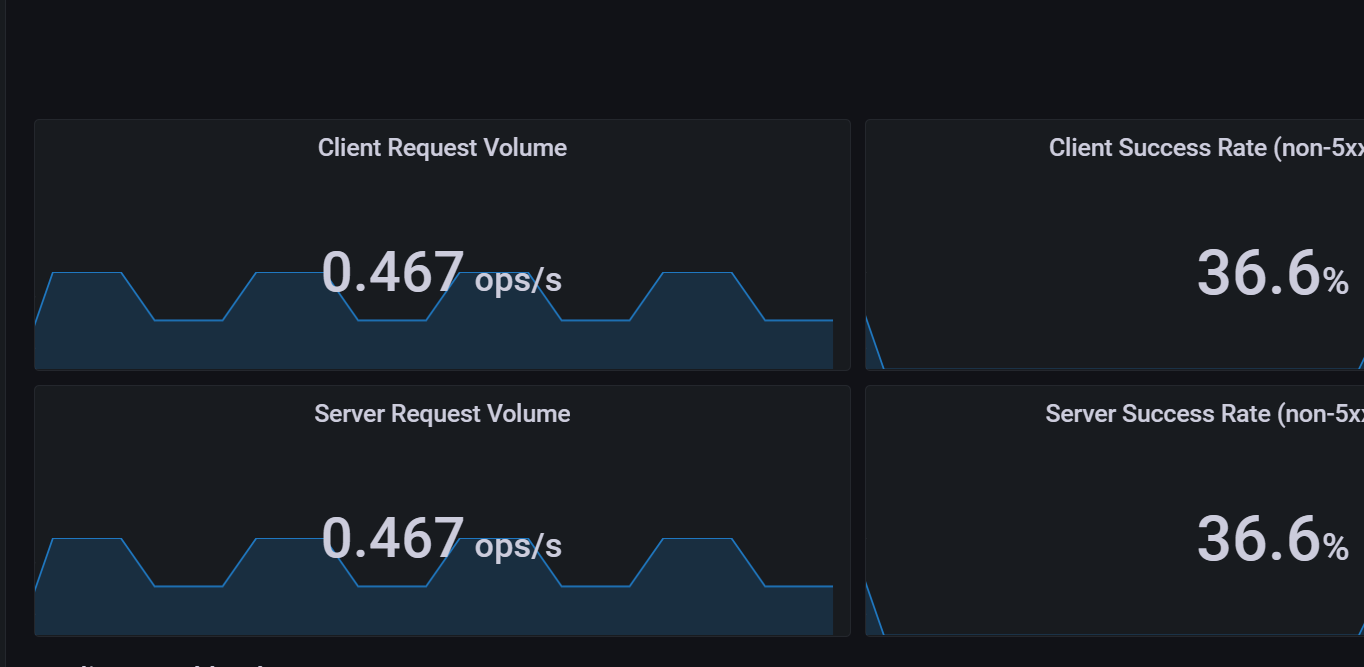 Client Request Volume
0.467 ops/s
Client Success Rate (non-5xx
36.6%
Server Request Volume
0.467 ops/s
Server Success Rate (non-5xx
36.6%